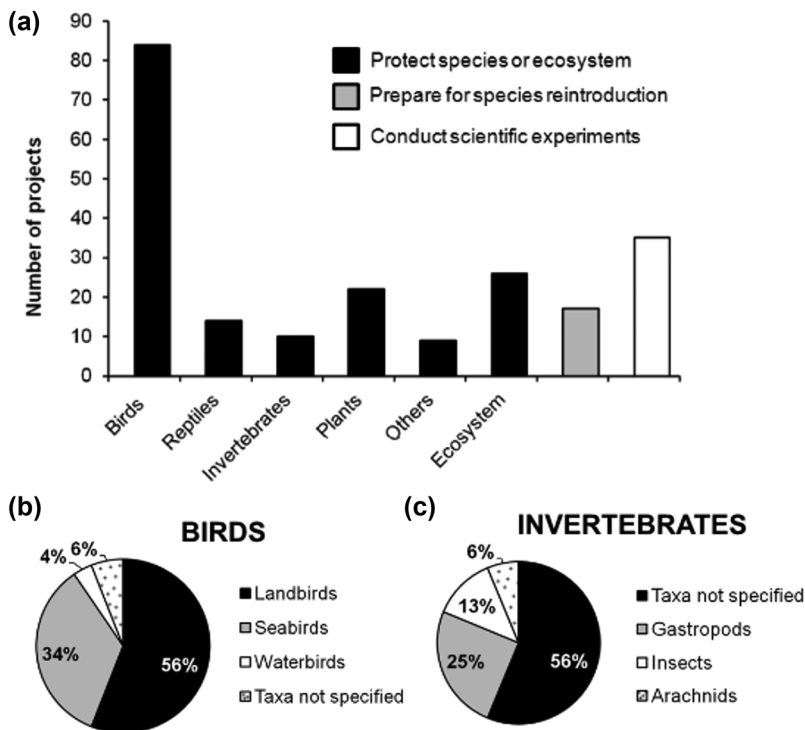 (a)
90
80
70
60
50
40
30
20
10
0
Number of projects
Protect species or ecosystem
Prepare for species reintroduction
Conduct scientific experiments
Birds
Reptiles
Invertebrates
Plants
Others
Ecosystem
(b)
BIRDS
4%
6%
34%
56%
Landbirds
Seabirds
Waterbirds
Taxa not specified
(c)
INVERTEBRATES
6%
13%
25%
56%
Taxa not specified
Gastropods
Insects
Arachnids